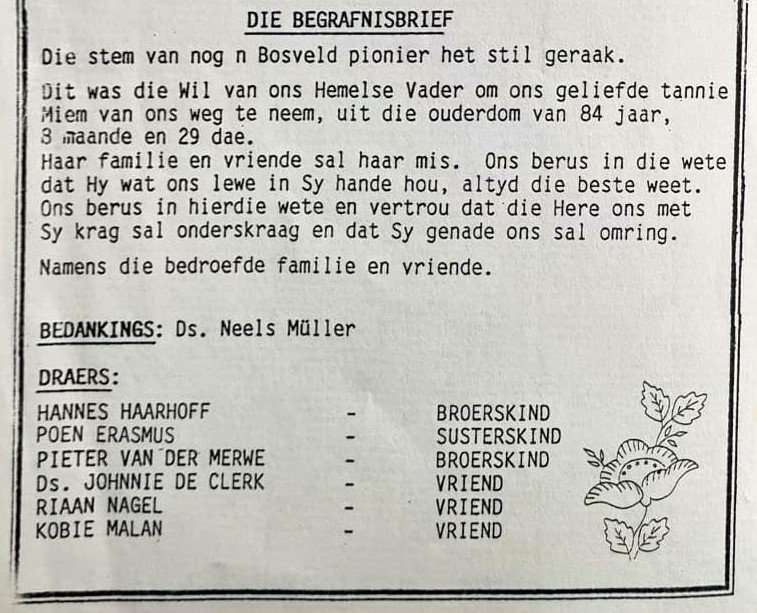 DIE BEGRAFNISBRIEF
Die stem van nog n Bosveld pionier het stil geraak.
Dit was die Wil van ons Hemelse Vader om ons geliefde tannie
Miem van ons weg te neem, uit die ouderdom van 84 jaar,
3 maande en 29 dae.
Haar familie en vriende sal haar mis. Ons berus in die wete
dat Hy wat ons lewe in Sy hande hou, altyd die beste weet.
Ons berus in hierdie wete en vertrou dat die Here ons met
Sy krag sal onderskraag en dat Sy genade ons sal omring.
Namens die bedroefde familie en vriende.
BEDANKINGS: Ds. Neels Müller
DRAERS:
HANNES HAARHOFF - BROERSKIND
POEN ERASMUS - SUSTERSKIND
PIETER VAN DER MERWE - BROERSKIND
Ds. JOHNNIE DE CLERK - VRIEND
RIAAN NAGEL - VRIEND
KOBIE MALAN - VRIEND